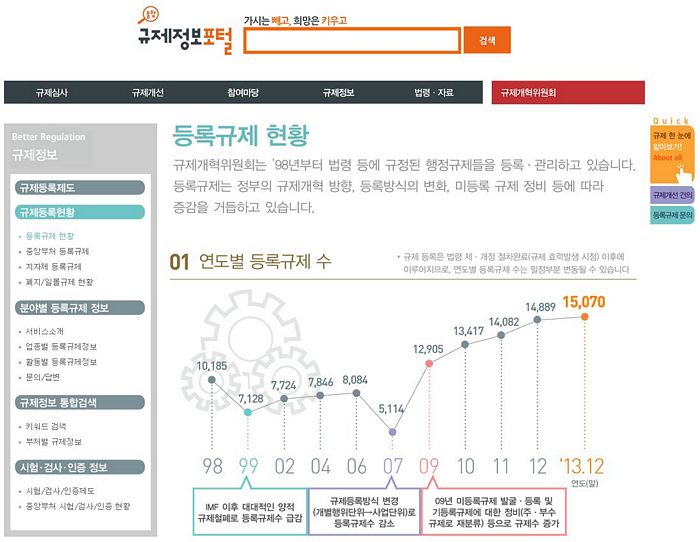 통합
규제정보포털
가시는 빼고, 희망은 키우고
검색
규제심사
규제개선
참여마당
규제정보
법령·자료
규제개혁위원회
Better Regulation
규제정보
규제등록제도
규제등록현황
등록규제 현황
중앙부처 등록규제
지자체 등록규제
폐지/일몰규제 현황
분야별 등록규제 정보
서비스소개
업종별 등록규제정보
활동별 등록규제정보
문의/답변
규제정보 통합검색
키워드 검색
부처별 규제정보
시험·검사·인증 정보
시험/검사/인증제도
중앙부처 시험/검사/인증 현황
등록규제 현황
규제개혁위원회는 '98년부터 법령 등에 규정된 행정규제들을 등록·관리하고 있습니다.
등록규제는 정부의 규제개혁 방향, 등록방식의 변화, 미등록 규제 정비 등에 따라
증감을 거듭하고 있습니다.
01 연도별 등록규제 수
* 규제 등록은 법령 제·개정 절차완료(규제 효력발생 시점) 이후에
이루어지므로, 연도별 등록규제 수는 일정부분 변동될 수 있습니다
10,185
7,128
7,724
7,846
8,084
5,114
12,905
13,417
14,082
14,889
15,070
98
99
02
04
06
07
09
10
11
12
'13.12
연도(말)
IMF 이후 대대적인 양적
규제철폐로 등록규제수 급감
규제등록방식 변경
(개별행위단위→사업단위)로
등록규제수 감소
09년 미등록규제 발굴·등록 및
기등록규제에 대한 정비(주·부수
규제로 재분류) 등으로 규제수 증가
Quick
규제 한 눈에
알아보기!
About all
규제개선 건의
등록규제 문의